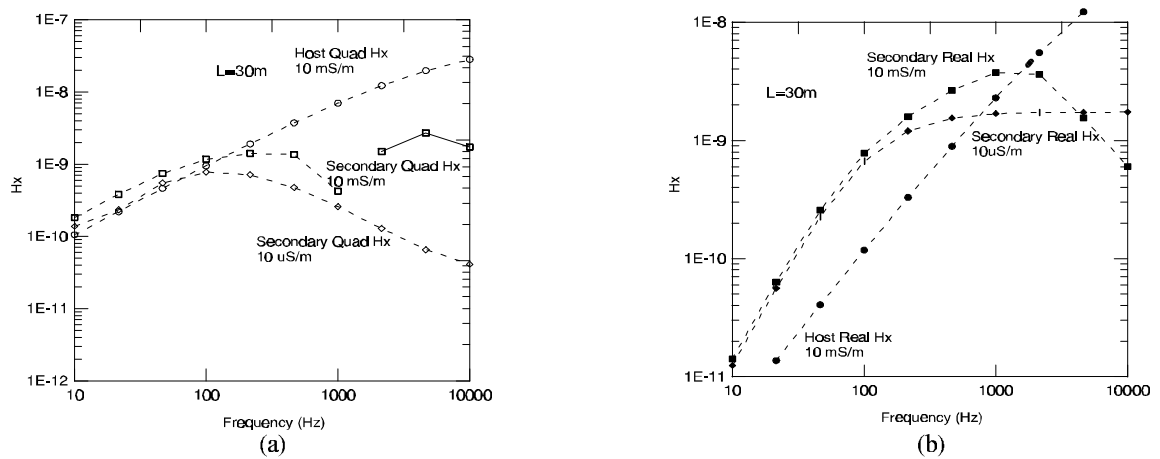 1E-7
1E-8
1E-9
1E-10
1E-11
1E-12
Hx
L=30m
Host Quad Hx
10 mS/m
Secondary Quad Hx
10 mS/m
Secondary Quad Hx
10 uS/m
10
100
1000
10000
Frequency (Hz)
(a)
1E-8
1E-9
1E-10
1E-11
Hx
Secondary Real Hx
10 mS/m
L=30m
Secondary Real Hx
10uS/m
Host Real Hx
10 mS/m
10
100
1000
10000
Frequency (Hz)
(b)